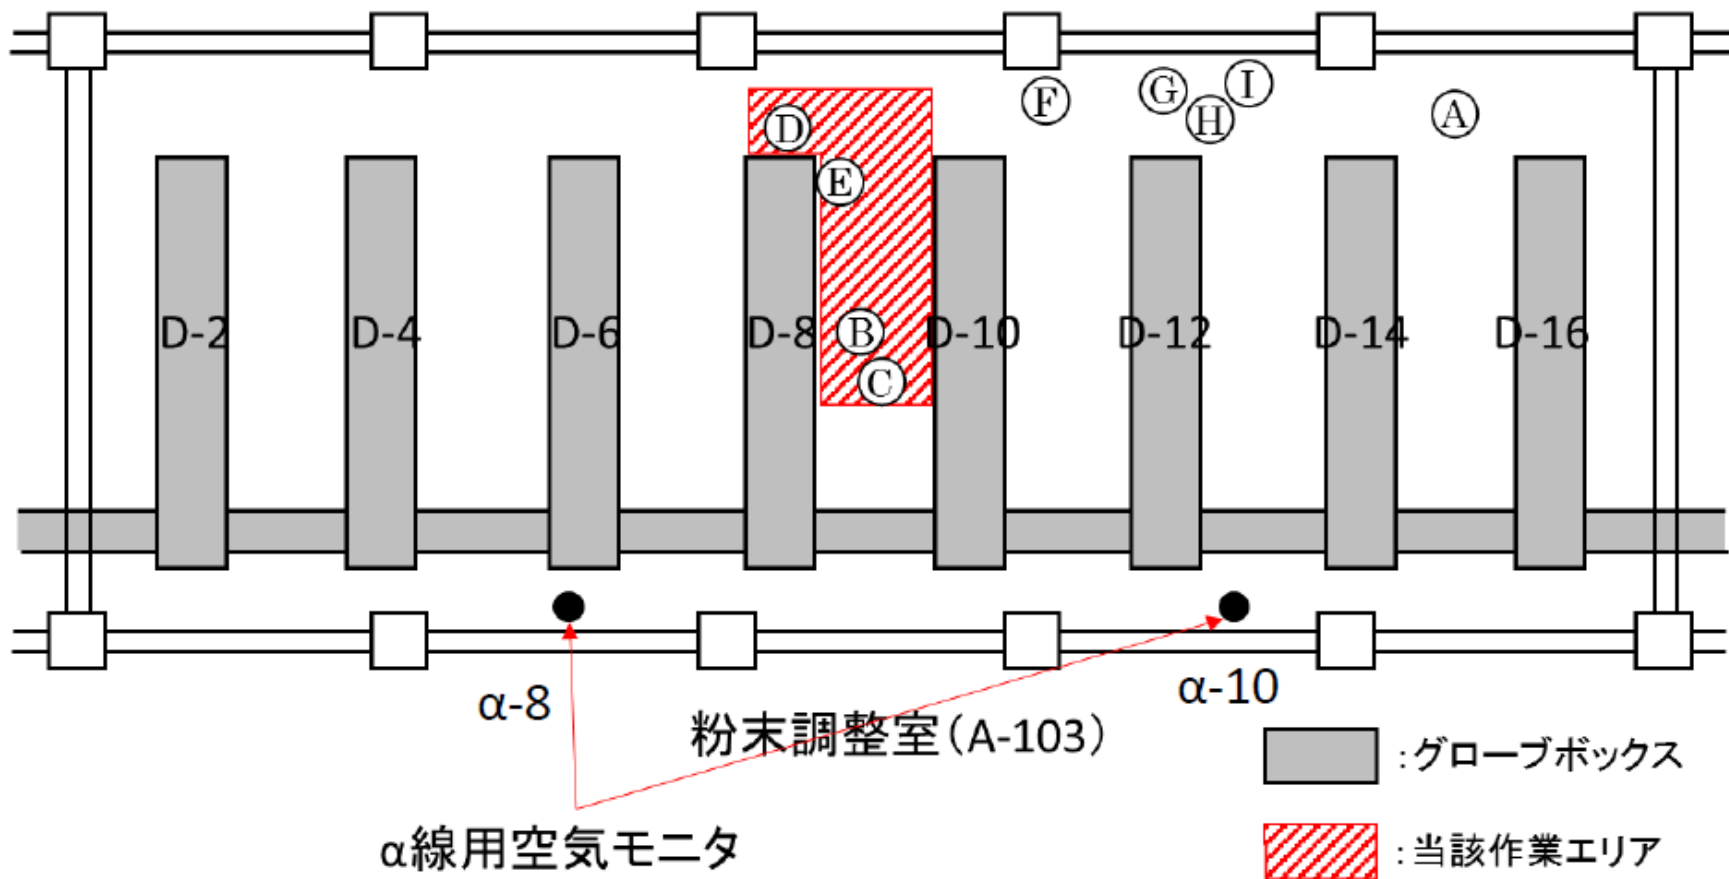 F G H I A
D
E
B
C
D-2 D-4 D-6 D-8 D-10 D-12 D-14 D-16
α-8 α-10
粉末調整室(A-103)
α線用空気モニタ
:グローブボックス
:当該作業エリア